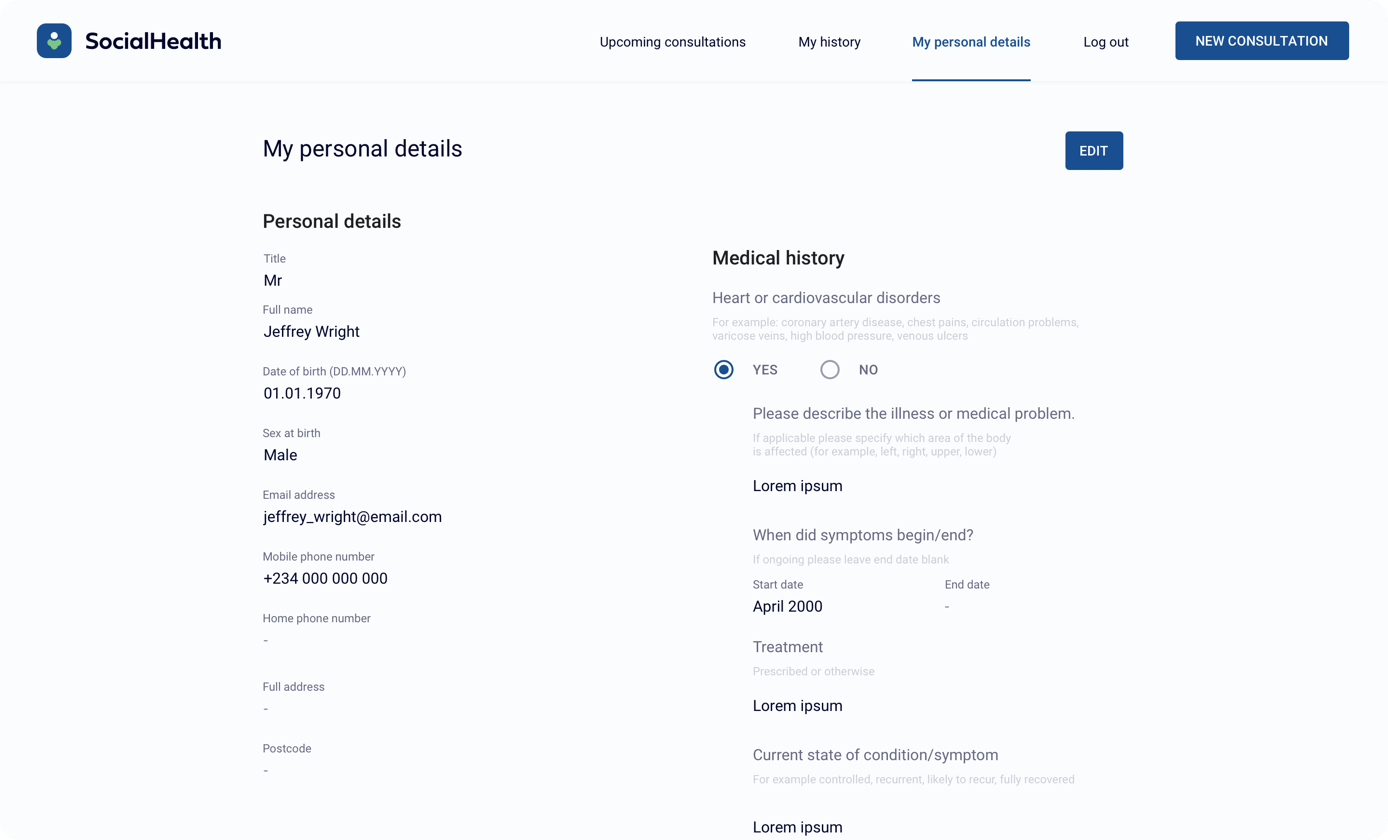 SocialHealth
Upcoming consultations
My history
My personal details
Log out
NEW CONSULTATION
My personal details
EDIT
Personal details
Title
Mr
Full name
Jeffrey Wright
Date of birth (DD.MM.YYYY)
01.01.1970
Sex at birth
Male
Email address
jeffrey_wright@email.com
Mobile phone number
+234 000 000 000
Home phone number
-
Full address
-
Postcode
-
Medical history
Heart or cardiovascular disorders
For example: coronary artery disease, chest pains, circulation problems,
varicose veins, high blood pressure, venous ulcers
YES
NO
Please describe the illness or medical problem.
If applicable please specify which area of the body
is affected (for example, left, right, upper, lower)
Lorem ipsum
When did symptoms begin/end?
If ongoing please leave end date blank
Start date
End date
April 2000
-
Treatment
Prescribed or otherwise
Lorem ipsum
Current state of condition/symptom
For example controlled, recurrent, likely to recur, fully recovered
Lorem ipsum